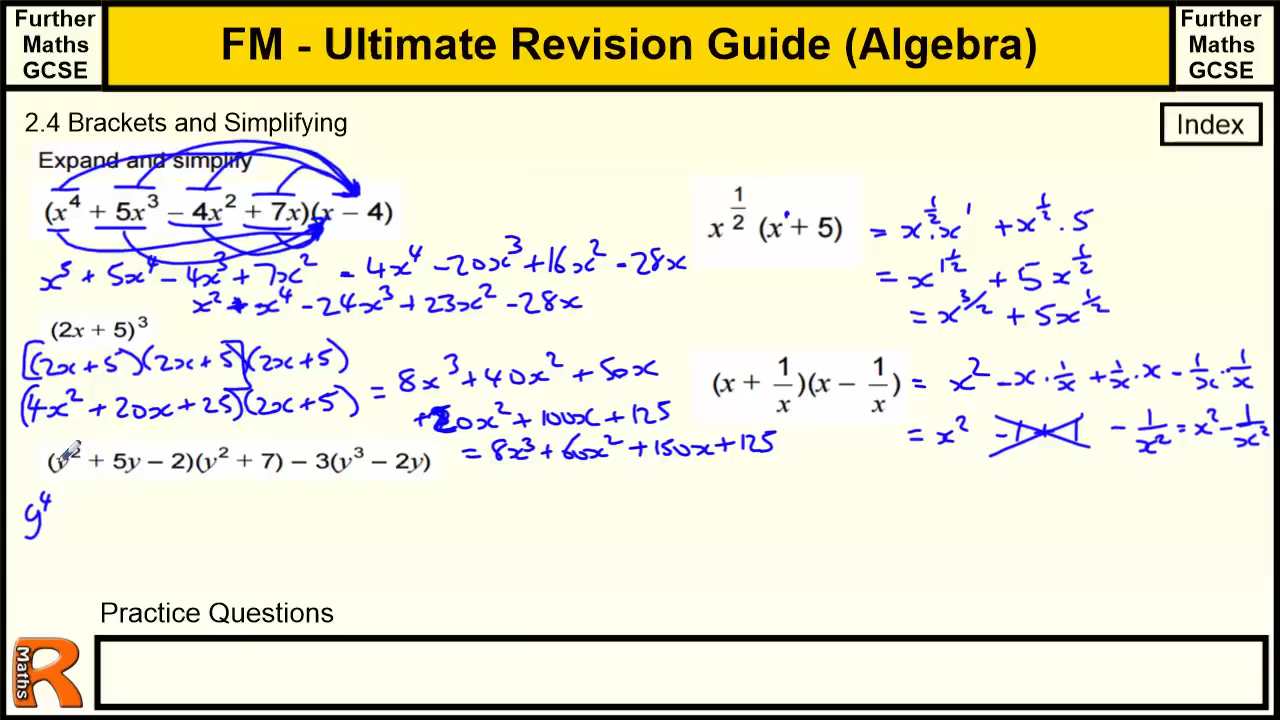 Further
Maths
GCSE
FM - Ultimate Revision Guide (Algebra)
Further
Maths
GCSE
2.4 Brackets and Simplifying
Index
Expand and simplify
(x⁴ + 5x³ − 4x² + 7x)(x − 4)
x⁵ + 5x⁴ − 4x³ + 7x² − 4x⁴ − 20x³ + 16x² − 28x
x⁵ + x⁴ − 24x³ + 23x² − 28x
(2x + 5)³
[(2x+5)(2x+5)](2x+5)
(4x² + 20x + 25)(2x+5) = 8x³ + 40x² + 50x
+20x² + 100x + 125
= 8x³ + 60x² + 150x + 125
(y² + 5y − 2)(y² + 7) − 3(y³ − 2y)
y⁴
x^(1/2) (x¹ + 5) = x^(1/2) . x¹ + x^(1/2) . 5
= x^(1 1/2) + 5x^(1/2)
= x^(3/2) + 5x^(1/2)
(x + 1/x)(x − 1/x) = x² − x · 1/x + 1/x · x − 1/x · 1/x
= x² − 1 + 1 − 1/x² = x² − 1/x²
Practice Questions
R
Maths